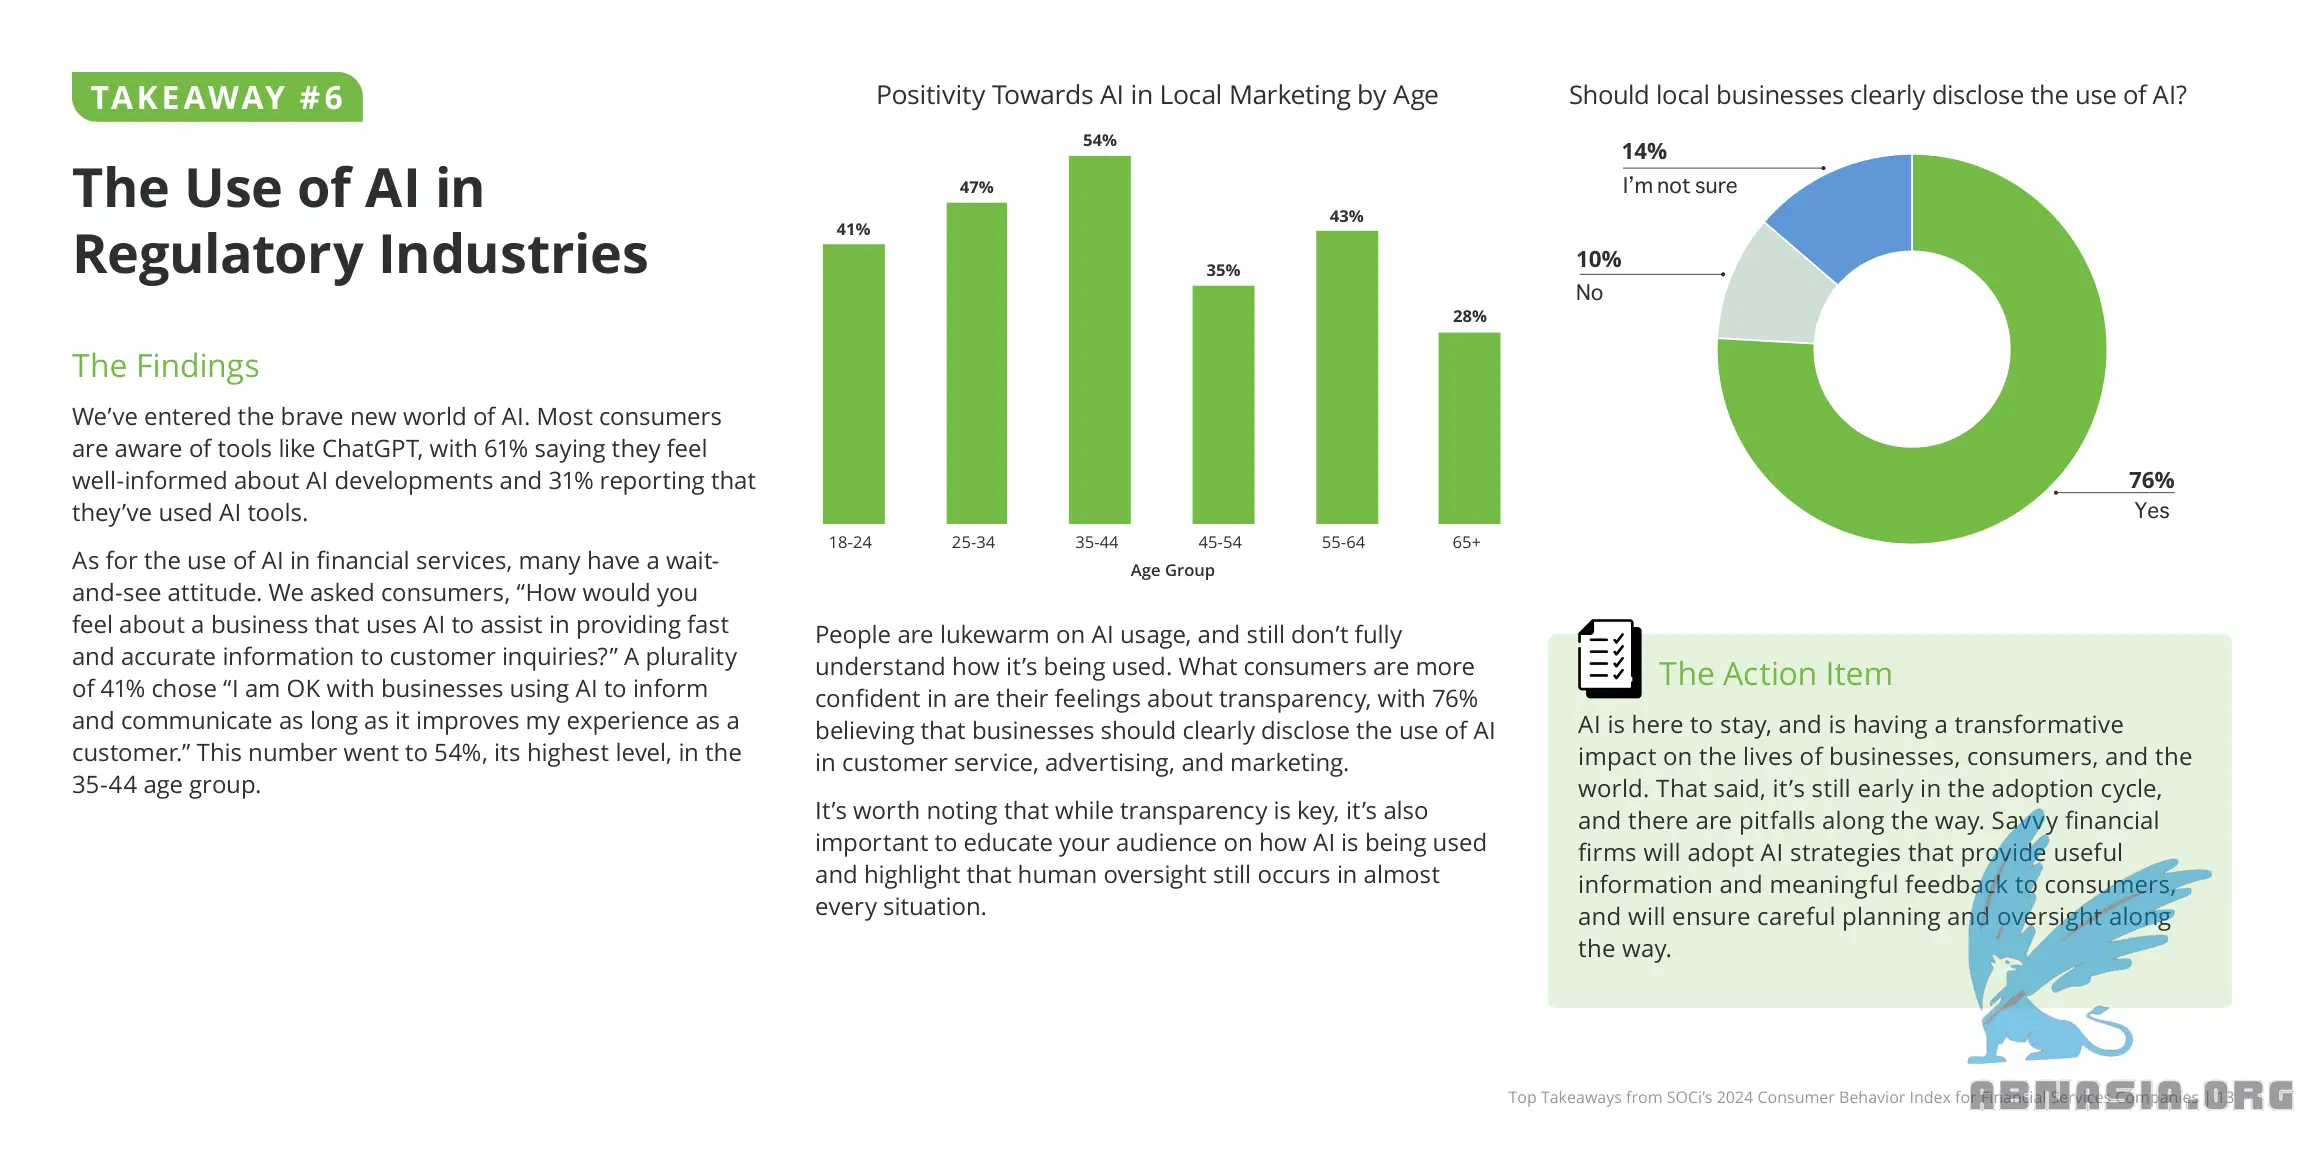 TAKEAWAY #6
The Use of AI in
Regulatory Industries
The Findings
We’ve entered the brave new world of AI. Most consumers
are aware of tools like ChatGPT, with 61% saying they feel
well-informed about AI developments and 31% reporting that
they’ve used AI tools.
As for the use of AI in financial services, many have a wait-
and-see attitude. We asked consumers, “How would you
feel about a business that uses AI to assist in providing fast
and accurate information to customer inquiries?” A plurality
of 41% chose “I am OK with businesses using AI to inform
and communicate as long as it improves my experience as a
customer.” This number went to 54%, its highest level, in the
35-44 age group.
Positivity Towards AI in Local Marketing by Age
41%
47%
54%
35%
43%
28%
18-24
25-34
35-44
45-54
55-64
65+
Age Group
People are lukewarm on AI usage, and still don’t fully
understand how it’s being used. What consumers are more
confident in are their feelings about transparency, with 76%
believing that businesses should clearly disclose the use of AI
in customer service, advertising, and marketing.
It’s worth noting that while transparency is key, it’s also
important to educate your audience on how AI is being used
and highlight that human oversight still occurs in almost
every situation.
Should local businesses clearly disclose the use of AI?
14%
I’m not sure
10%
No
76%
Yes
The Action Item
AI is here to stay, and is having a transformative
impact on the lives of businesses, consumers, and the
world. That said, it’s still early in the adoption cycle,
and there are pitfalls along the way. Savvy financial
firms will adopt AI strategies that provide useful
information and meaningful feedback to consumers,
and will ensure careful planning and oversight along
the way.
Top Takeaways from SOCi’s 2024 Consumer Behavior Index for Financial Services Companies | 13
ABNASIA.ORG